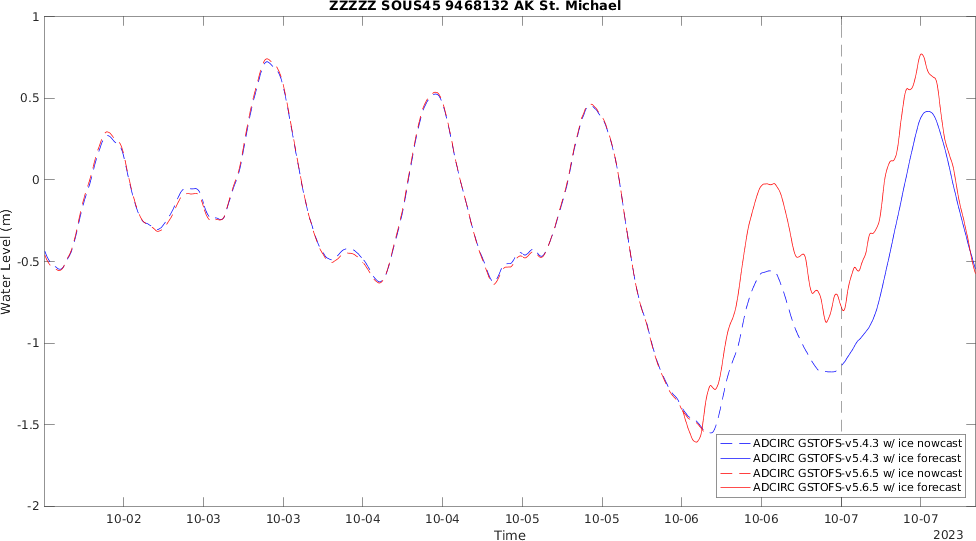 ZZZZZ SOUS45 9468132 AK St. Michael
1
0.5
0
-0.5
-1
-1.5
-2
Water Level (m)
ADCIRC GSTOFS-v5.4.3 w/ ice nowcast
ADCIRC GSTOFS-v5.4.3 w/ ice forecast
ADCIRC GSTOFS-v5.6.5 w/ ice nowcast
ADCIRC GSTOFS-v5.6.5 w/ ice forecast
10-02 10-03 10-03 10-04 10-04 10-05 10-05 10-06 10-06 10-07 10-07
Time
2023